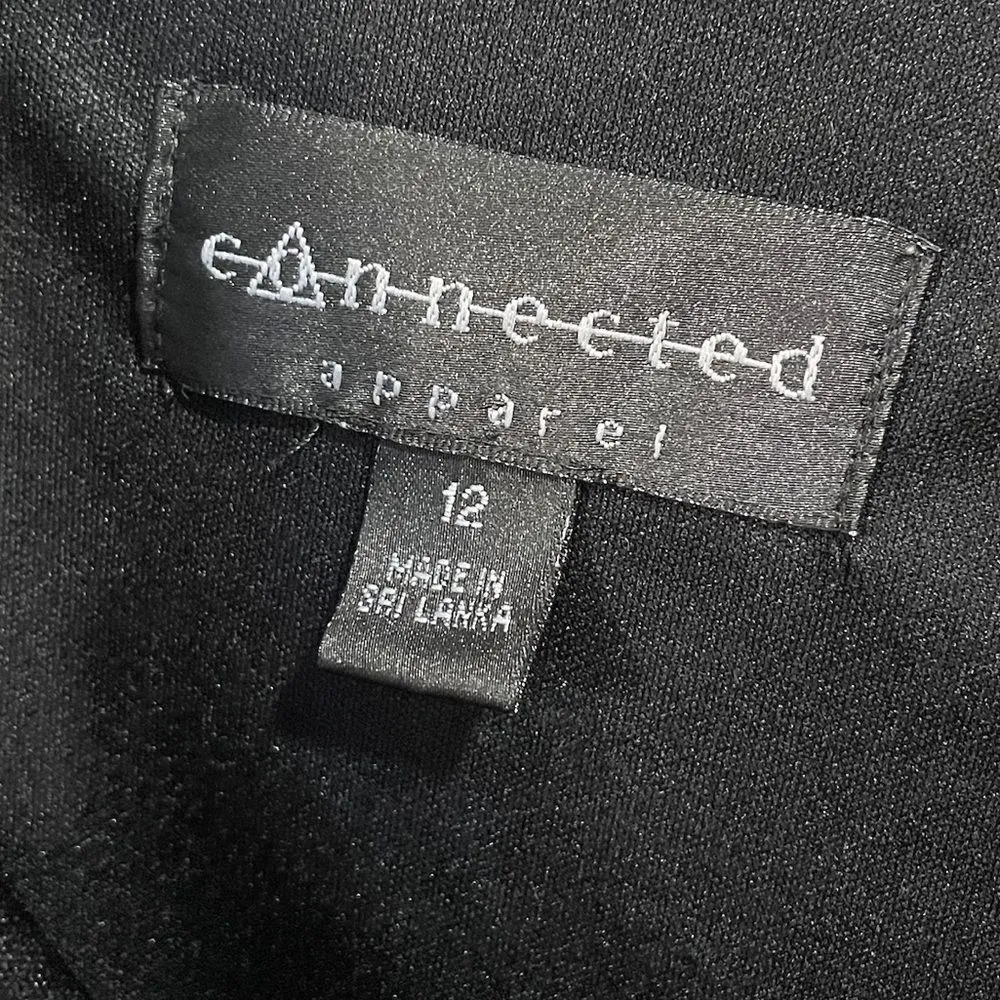 connected
apparel
12
MADE IN
SRI LANKA